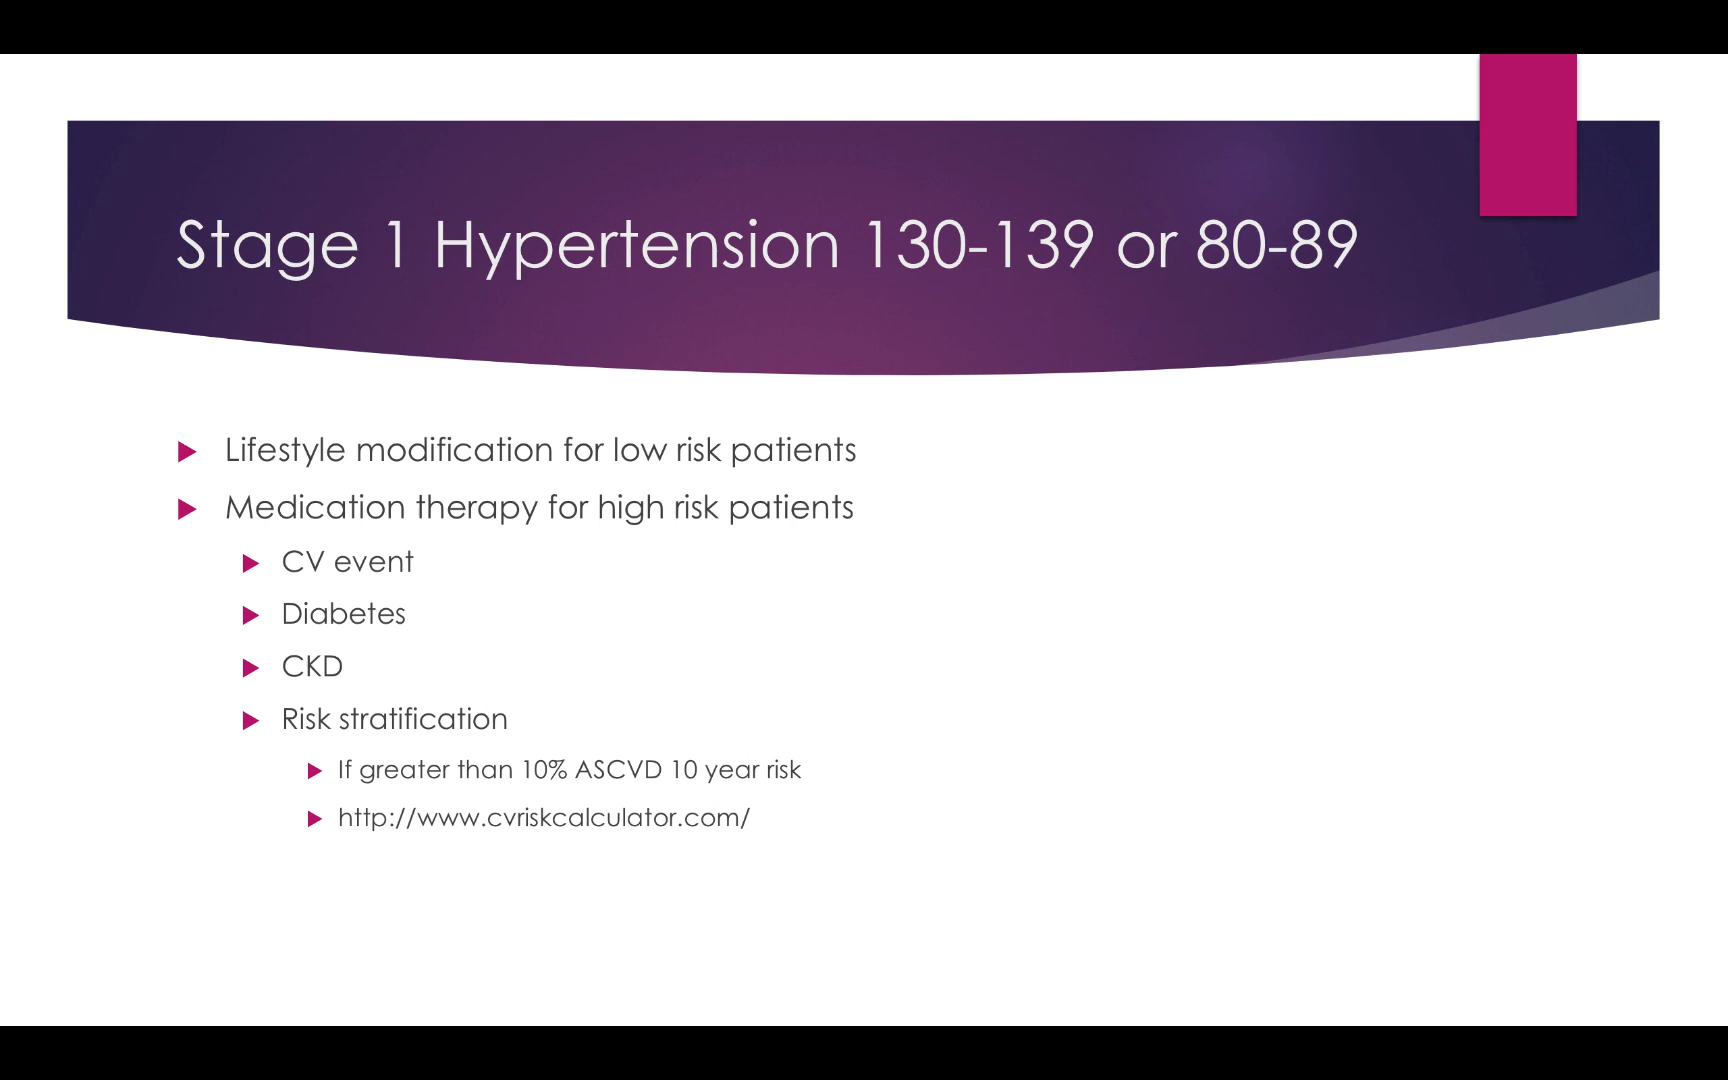 Stage 1 Hypertension 130-139 or 80-89
Lifestyle modification for low risk patients
Medication therapy for high risk patients
CV event
Diabetes
CKD
Risk stratification
If greater than 10% ASCVD 10 year risk
http://www.cvriskcalculator.com/